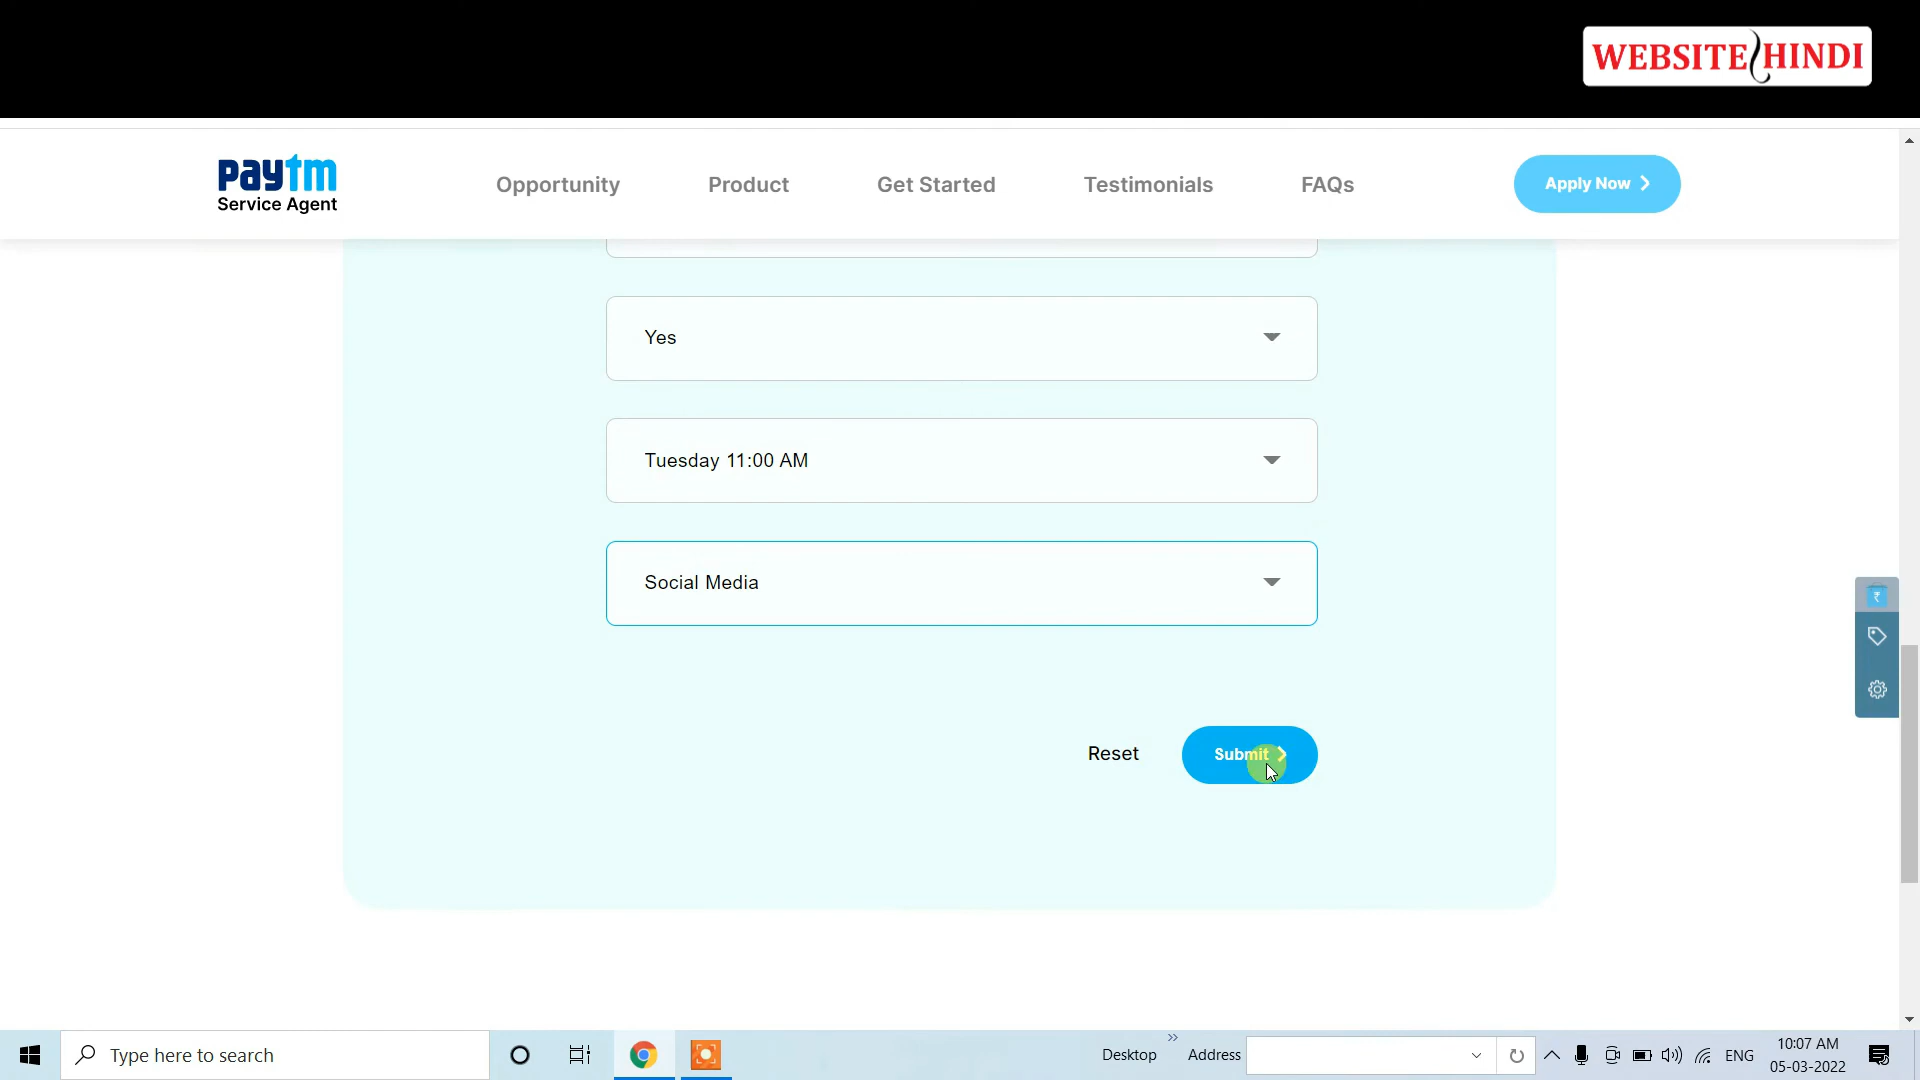 WEBSITE HINDI
paytm
Service Agent
Opportunity
Product
Get Started
Testimonials
FAQs
Apply Now
Yes
Tuesday 11:00 AM
Social Media
Reset
Submit
₹
Type here to search
Desktop
Address
ENG
10:07 AM
05-03-2022